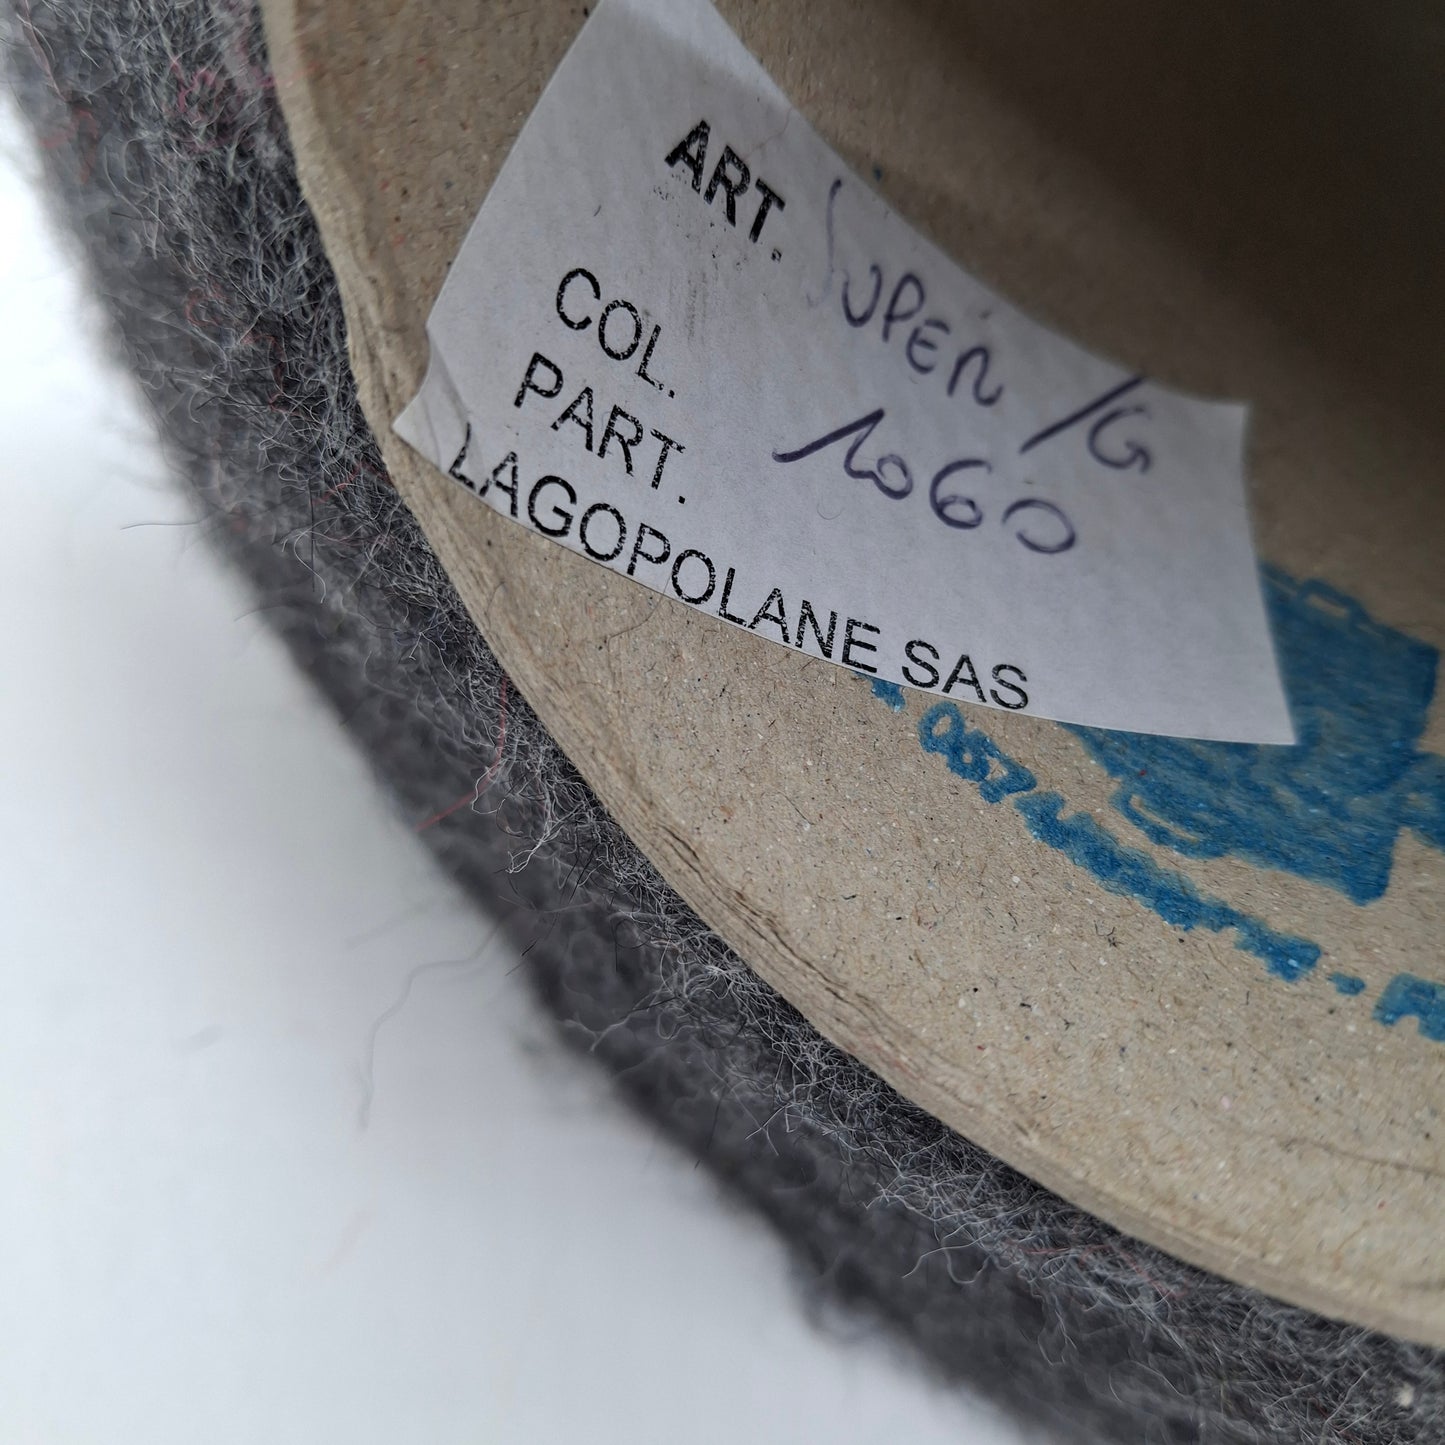 ART. SUPER/G
COL. 1060
PART.
LAGOPOLANE SAS